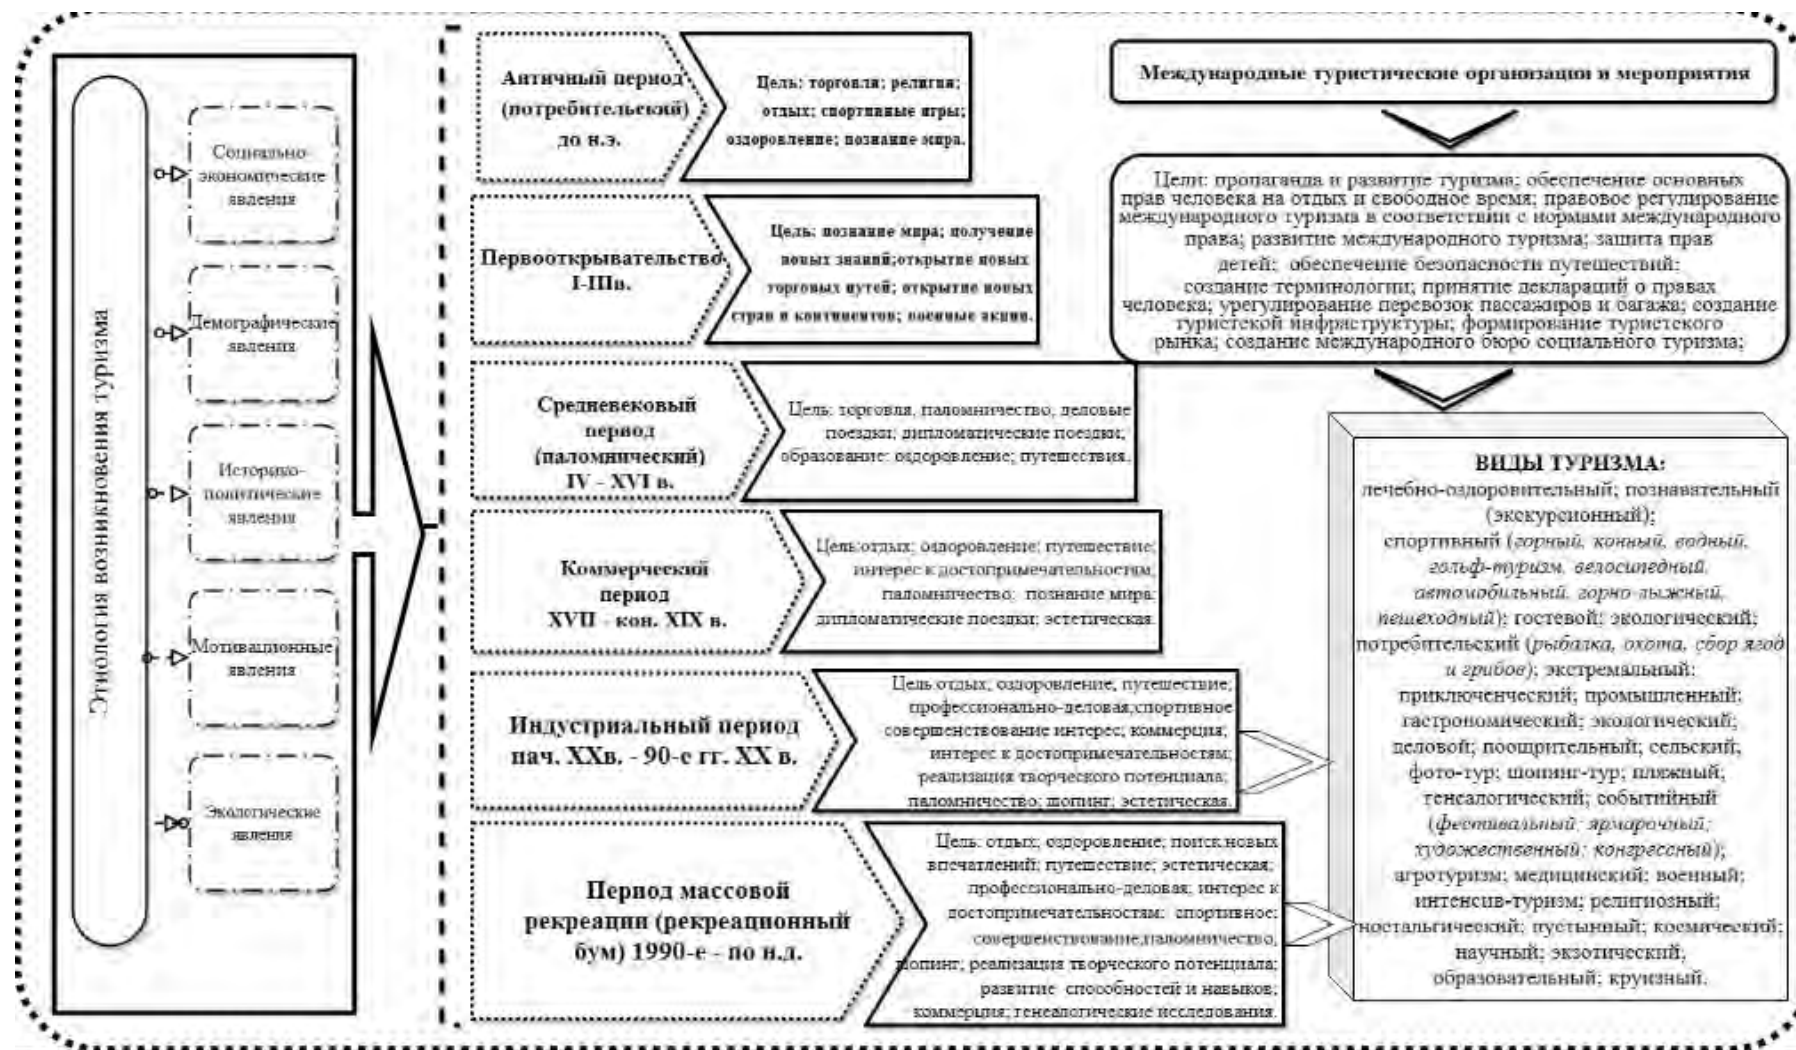 Этнология возникновения туризма
Социально-
экономические
явления
Демографические
явления
Историко-
политические
явления
Мотивационные
явления
Экологические
явления
Античный период
(потребительский)
до н.э.
Цель: торговля; религия;
отдых; спортивные игры;
оздоровление; познание мира.
Первооткрывательство
I-IIIв.
Цель: познание мира; получение
новых знаний;открытие новых
торговых путей; открытие новых
стран и континентов; военные акции.
Средневековый
период
(паломнический)
IV - XVI в.
Цель: торговля, паломничество, деловые
поездки; дипломатические поездки;
образование; оздоровление; путешествия.
Коммерческий
период
XVII - кон. XIX в.
Цель:отдых; оздоровление; путешествие;
интерес к достопримечательностям;
паломничество; познание мира;
дипломатические поездки; эстетическая.
Индустриальный период
нач. XXв. - 90-е гг. XX в.
Цель:отдых; оздоровление; путешествие;
профессионально-деловая;спортивное
совершенствование интерес; коммерция;
интерес к достопримечательностям;
реализация творческого потенциала;
паломничество; шопинг; эстетическая.
Период массовой
рекреации (рекреационный
бум) 1990-е - по н.д.
Цель: отдых; оздоровление; поиск новых
впечатлений; путешествие; эстетическая;
профессионально-деловая; интерес к
достопримечательностям; спортивное;
совершенствование;паломничество,
шопинг; реализация творческого потенциала;
развитие способностей и навыков;
коммерция; генеалогические исследования.
Международные туристические организации и мероприятия
Цели: пропаганда и развитие туризма; обеспечение основных
прав человека на отдых и свободное время; правовое регулирование
международного туризма в соответствии с нормами международного
права; развитие международного туризма; защита прав
детей; обеспечение безопасности путешествий;
создание терминологии; принятие деклараций о правах
человека; урегулирование перевозок пассажиров и багажа; создание
туристской инфраструктуры; формирование туристского
рынка; создание международного бюро социального туризма;
ВИДЫ ТУРИЗМА:
лечебно-оздоровительный; познавательный
(экскурсионный);
спортивный (горный, конный, водный,
гольф-туризм, велосипедный,
автомобильный, горно-лыжный,
пешеходный); гостевой; экологический;
потребительский (рыбалка, охота, сбор ягод
и грибов); экстремальный;
приключенческий; промышленный;
гастрономический; экологический;
деловой; поощрительный; сельский;
фото-тур; шопинг-тур; пляжный;
генеалогический; событийный
(фестивальный; ярмарочный;
художественный; конгрессный);
агротуризм; медицинский; военный;
интенсив-туризм; религиозный;
ностальгический; пустынный; космический;
научный; экзотический;
образовательный; круизный.